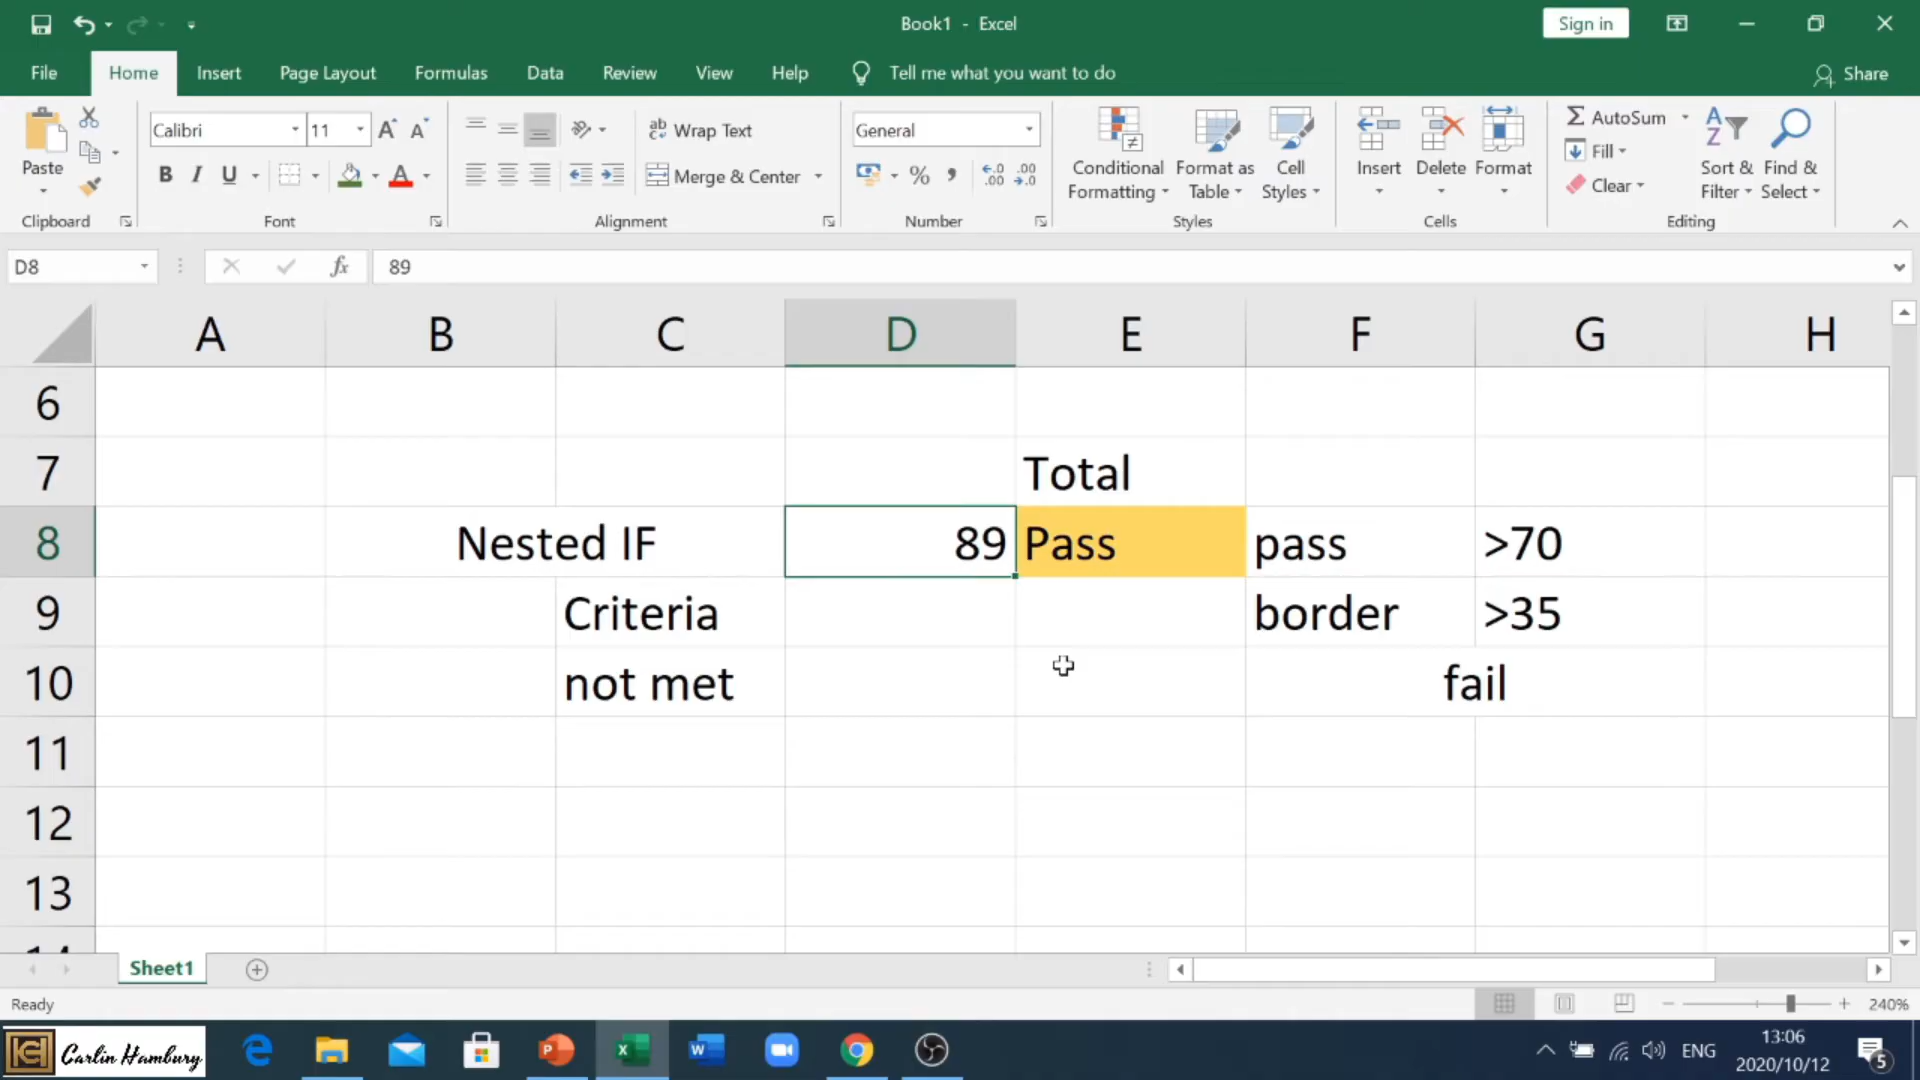 Book1 - Excel
Sign in
File Home Insert Page Layout Formulas Data Review View Help Tell me what you want to do Share
Paste
Clipboard
Calibri 11
B I U
Font
Wrap Text
Merge & Center
Alignment
General
Number
Conditional Formatting
Format as Table
Cell Styles
Styles
Insert Delete Format
Cells
AutoSum
Fill
Clear
Sort & Filter
Find & Select
Editing
D8 fx 89
A B C D E F G H
6
7 Total
8 Nested IF 89 Pass pass >70
9 Criteria border >35
10 not met fail
11
12
13
14
Sheet1
Ready 240%
Carlin Hambury
ENG
13:06
2020/10/12
5